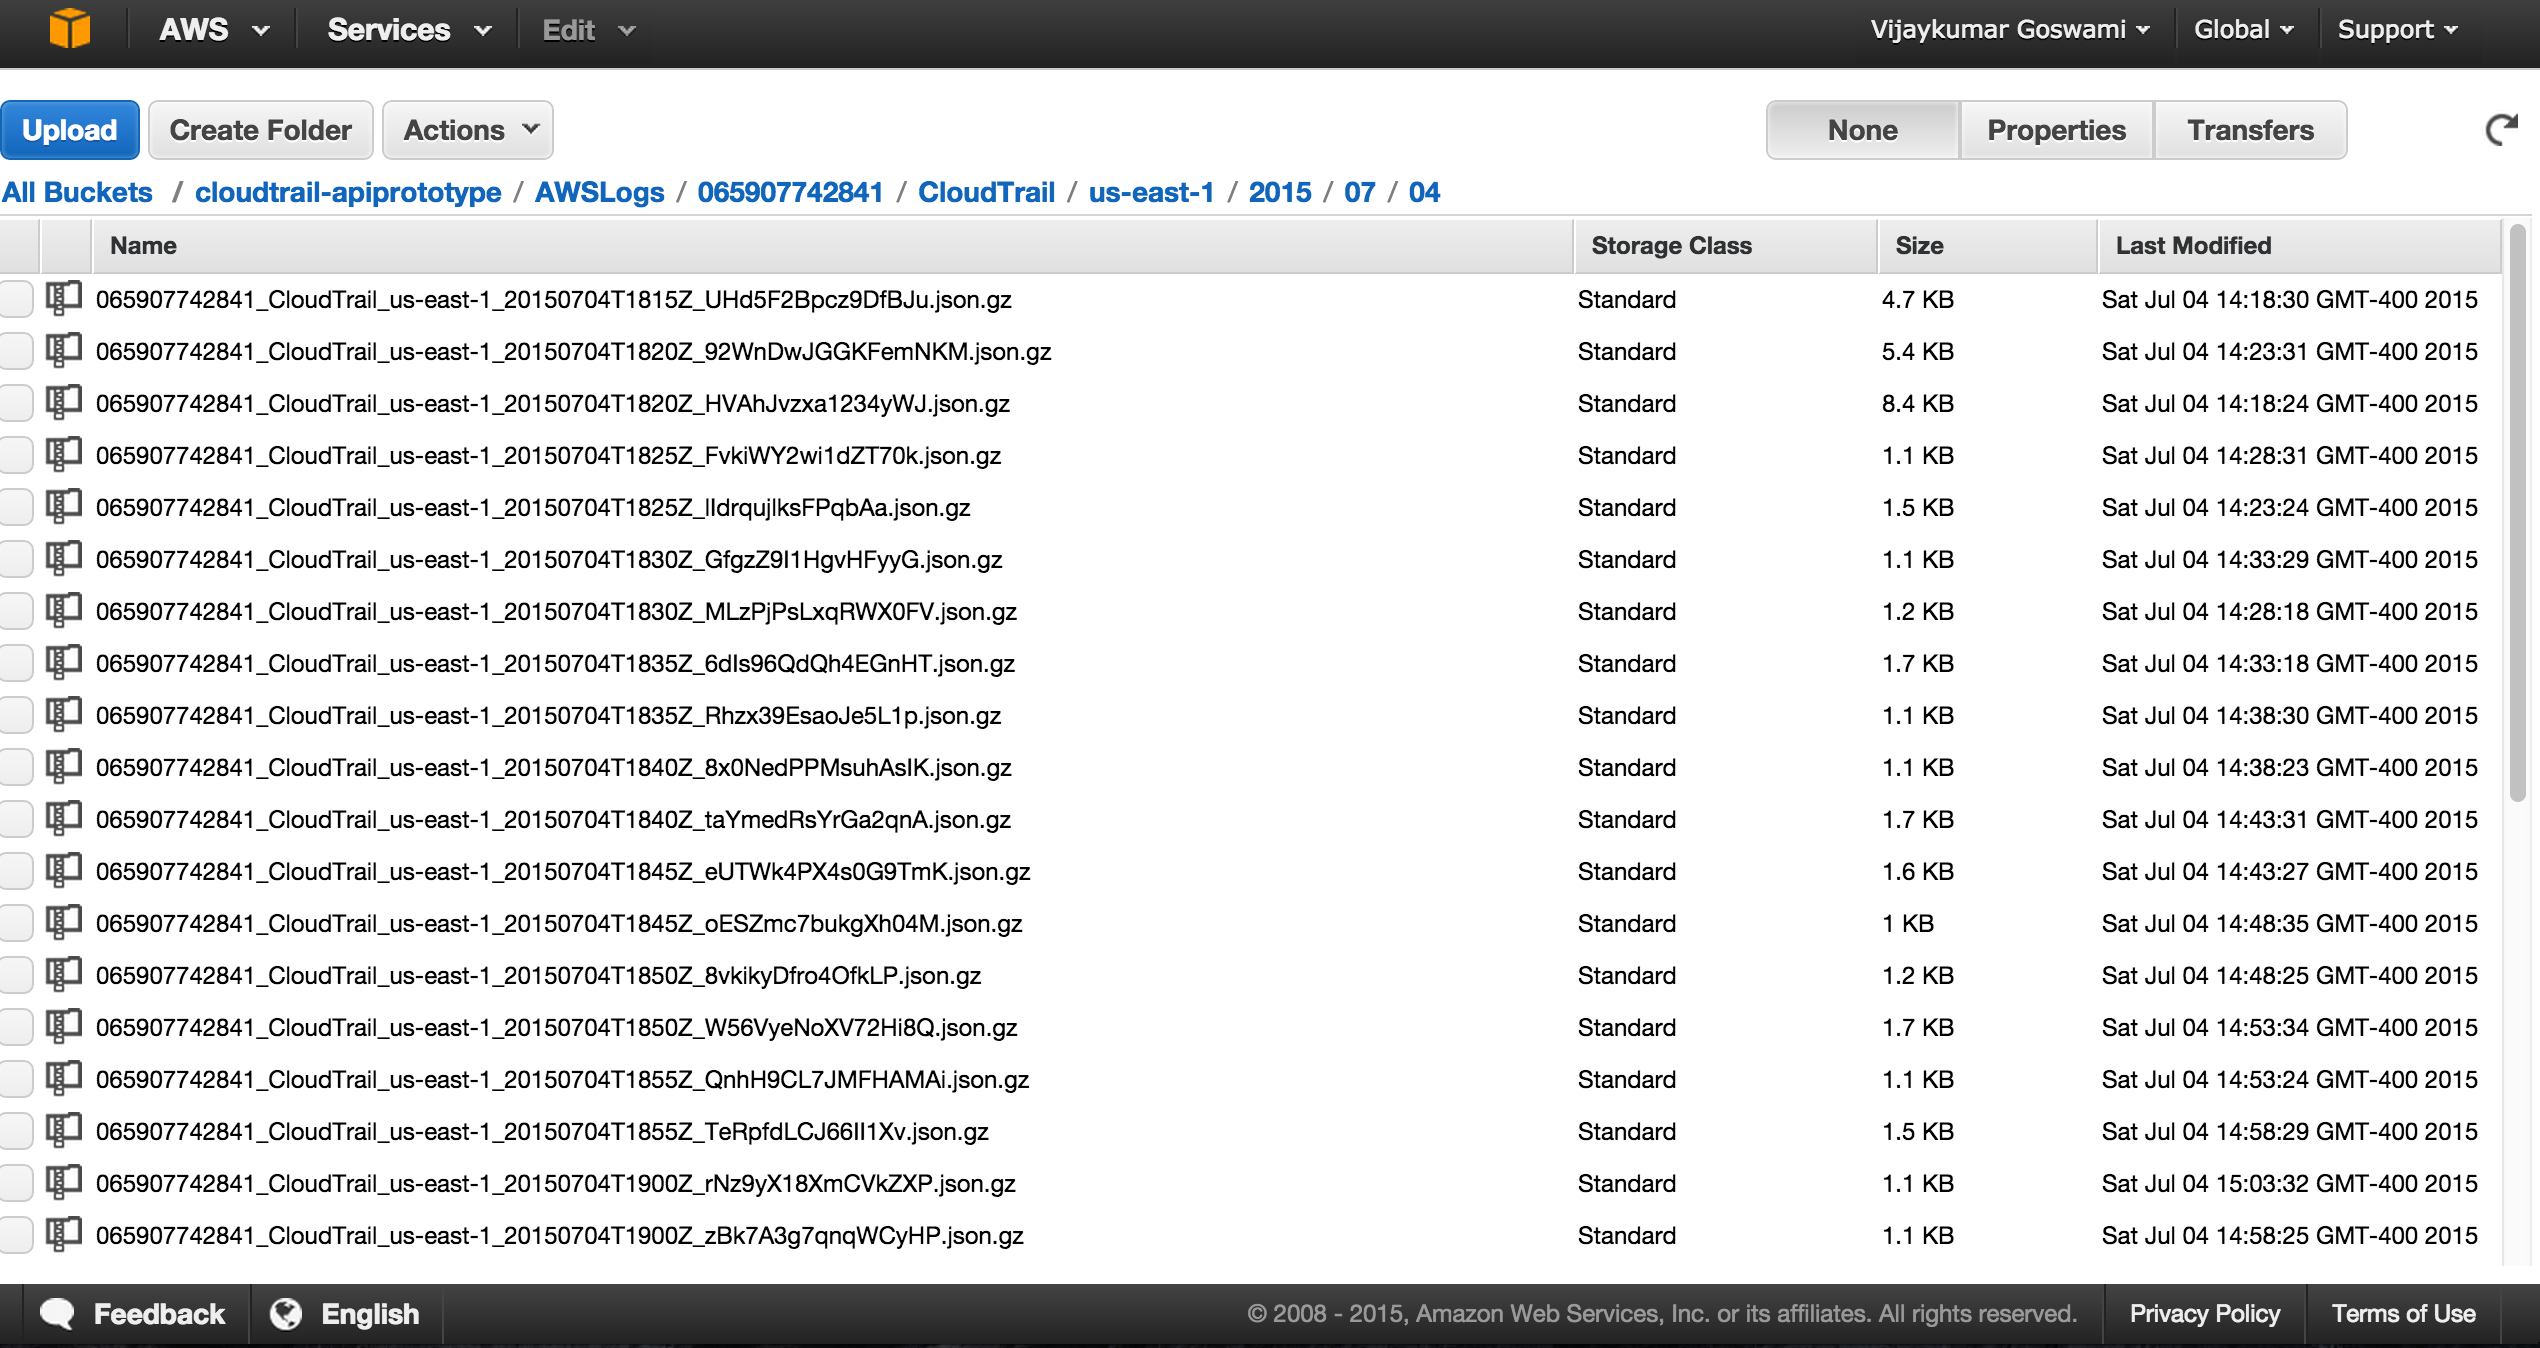 AWS Services Edit Vijaykumar Goswami Global Support
Upload Create Folder Actions None Properties Transfers
All Buckets / cloudtrail-apiprototype / AWSLogs / 065907742841 / CloudTrail / us-east-1 / 2015 / 07 / 04
Name Storage Class Size Last Modified
065907742841_CloudTrail_us-east-1_20150704T1815Z_UHd5F2Bpcz9DfBJu.json.gz Standard 4.7 KB Sat Jul 04 14:18:30 GMT-400 2015
065907742841_CloudTrail_us-east-1_20150704T1820Z_92WnDwJGGKFemNKM.json.gz Standard 5.4 KB Sat Jul 04 14:23:31 GMT-400 2015
065907742841_CloudTrail_us-east-1_20150704T1820Z_HVAhJvzxa1234yWJ.json.gz Standard 8.4 KB Sat Jul 04 14:18:24 GMT-400 2015
065907742841_CloudTrail_us-east-1_20150704T1825Z_FvkiWY2wi1dZT70k.json.gz Standard 1.1 KB Sat Jul 04 14:28:31 GMT-400 2015
065907742841_CloudTrail_us-east-1_20150704T1825Z_lIdrqujlksFPqbAa.json.gz Standard 1.5 KB Sat Jul 04 14:23:24 GMT-400 2015
065907742841_CloudTrail_us-east-1_20150704T1830Z_GfgzZ9I1HgvHFyyG.json.gz Standard 1.1 KB Sat Jul 04 14:33:29 GMT-400 2015
065907742841_CloudTrail_us-east-1_20150704T1830Z_MLzPjPsLxqRWX0FV.json.gz Standard 1.2 KB Sat Jul 04 14:28:18 GMT-400 2015
065907742841_CloudTrail_us-east-1_20150704T1835Z_6dIs96QdQh4EGnHT.json.gz Standard 1.7 KB Sat Jul 04 14:33:18 GMT-400 2015
065907742841_CloudTrail_us-east-1_20150704T1835Z_Rhzx39EsaoJe5L1p.json.gz Standard 1.1 KB Sat Jul 04 14:38:30 GMT-400 2015
065907742841_CloudTrail_us-east-1_20150704T1840Z_8x0NedPPMsuhAsIK.json.gz Standard 1.1 KB Sat Jul 04 14:38:23 GMT-400 2015
065907742841_CloudTrail_us-east-1_20150704T1840Z_taYmedRsYrGa2qnA.json.gz Standard 1.7 KB Sat Jul 04 14:43:31 GMT-400 2015
065907742841_CloudTrail_us-east-1_20150704T1845Z_eUTWk4PX4s0G9TmK.json.gz Standard 1.6 KB Sat Jul 04 14:43:27 GMT-400 2015
065907742841_CloudTrail_us-east-1_20150704T1845Z_oESZmc7bukgXh04M.json.gz Standard 1 KB Sat Jul 04 14:48:35 GMT-400 2015
065907742841_CloudTrail_us-east-1_20150704T1850Z_8vkikyDfro4OfkLP.json.gz Standard 1.2 KB Sat Jul 04 14:48:25 GMT-400 2015
065907742841_CloudTrail_us-east-1_20150704T1850Z_W56VyeNoXV72Hi8Q.json.gz Standard 1.7 KB Sat Jul 04 14:53:34 GMT-400 2015
065907742841_CloudTrail_us-east-1_20150704T1855Z_QnhH9CL7JMFHAMAi.json.gz Standard 1.1 KB Sat Jul 04 14:53:24 GMT-400 2015
065907742841_CloudTrail_us-east-1_20150704T1855Z_TeRpfdLCJ66II1Xv.json.gz Standard 1.5 KB Sat Jul 04 14:58:29 GMT-400 2015
065907742841_CloudTrail_us-east-1_20150704T1900Z_rNz9yX18XmCVkZXP.json.gz Standard 1.1 KB Sat Jul 04 15:03:32 GMT-400 2015
065907742841_CloudTrail_us-east-1_20150704T1900Z_zBk7A3g7qnqWCyHP.json.gz Standard 1.1 KB Sat Jul 04 14:58:25 GMT-400 2015
Feedback English © 2008 - 2015, Amazon Web Services, Inc. or its affiliates. All rights reserved. Privacy Policy Terms of Use